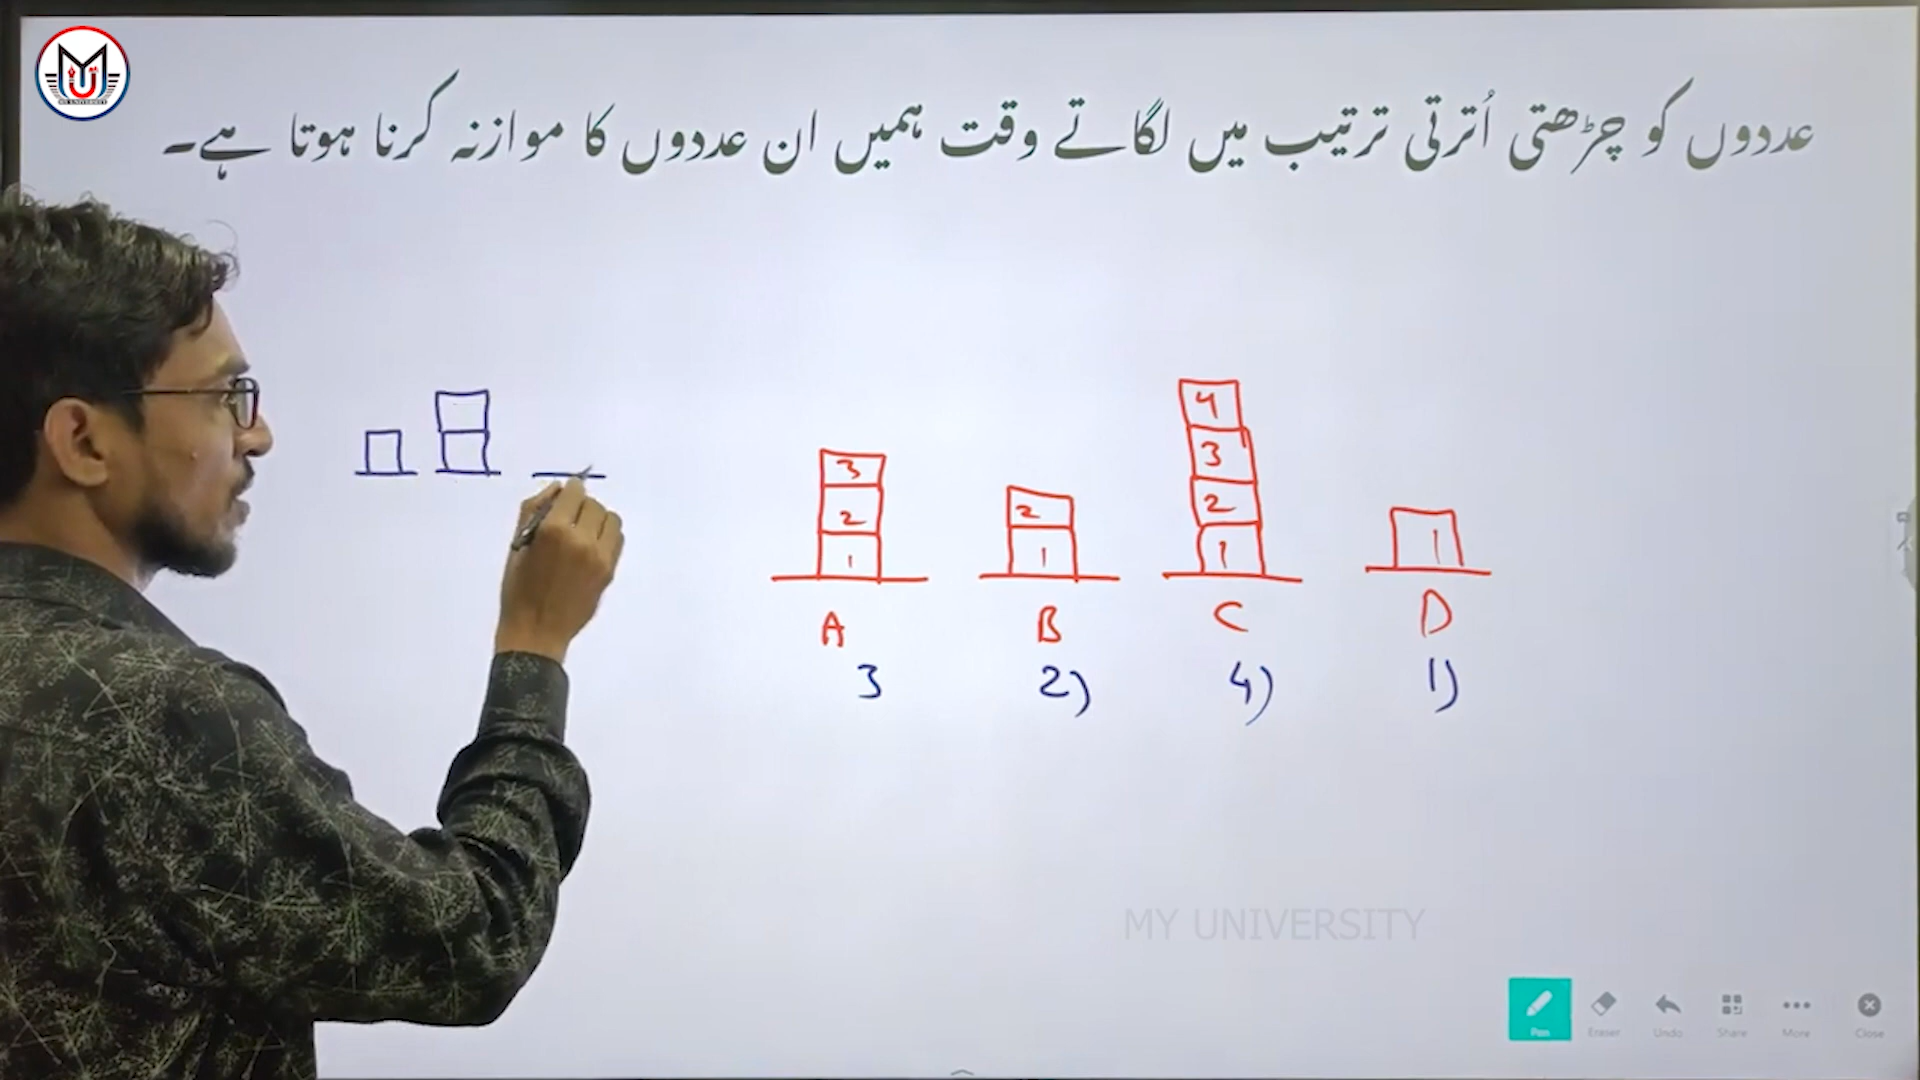 عددوں کو چڑھتی اُترتی ترتیب میں لگاتے وقت ہمیں ان عددوں کا موازنہ کرنا ہوتا ہے۔
4
3 3
2 2 2
1 1 1 1
A B C D
3 2) 4) 1)
MY UNIVERSITY
Pen Eraser Undo Share More Close
MY UNIVERSITY